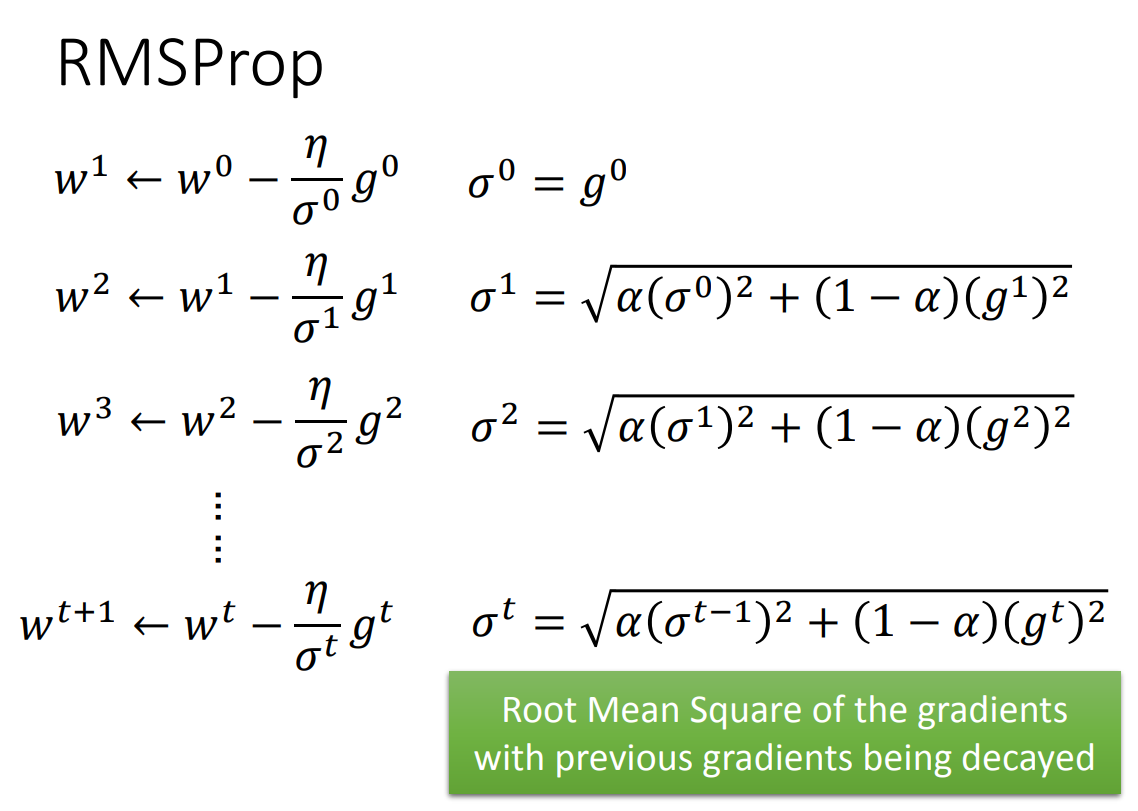 RMSProp
w¹ ← w⁰ − η/σ⁰ g⁰    σ⁰ = g⁰
w² ← w¹ − η/σ¹ g¹    σ¹ = √(α(σ⁰)² + (1 − α)(g¹)²)
w³ ← w² − η/σ² g²    σ² = √(α(σ¹)² + (1 − α)(g²)²)
⋮
⋮
wᵗ⁺¹ ← wᵗ − η/σᵗ gᵗ    σᵗ = √(α(σᵗ⁻¹)² + (1 − α)(gᵗ)²)
Root Mean Square of the gradients
with previous gradients being decayed